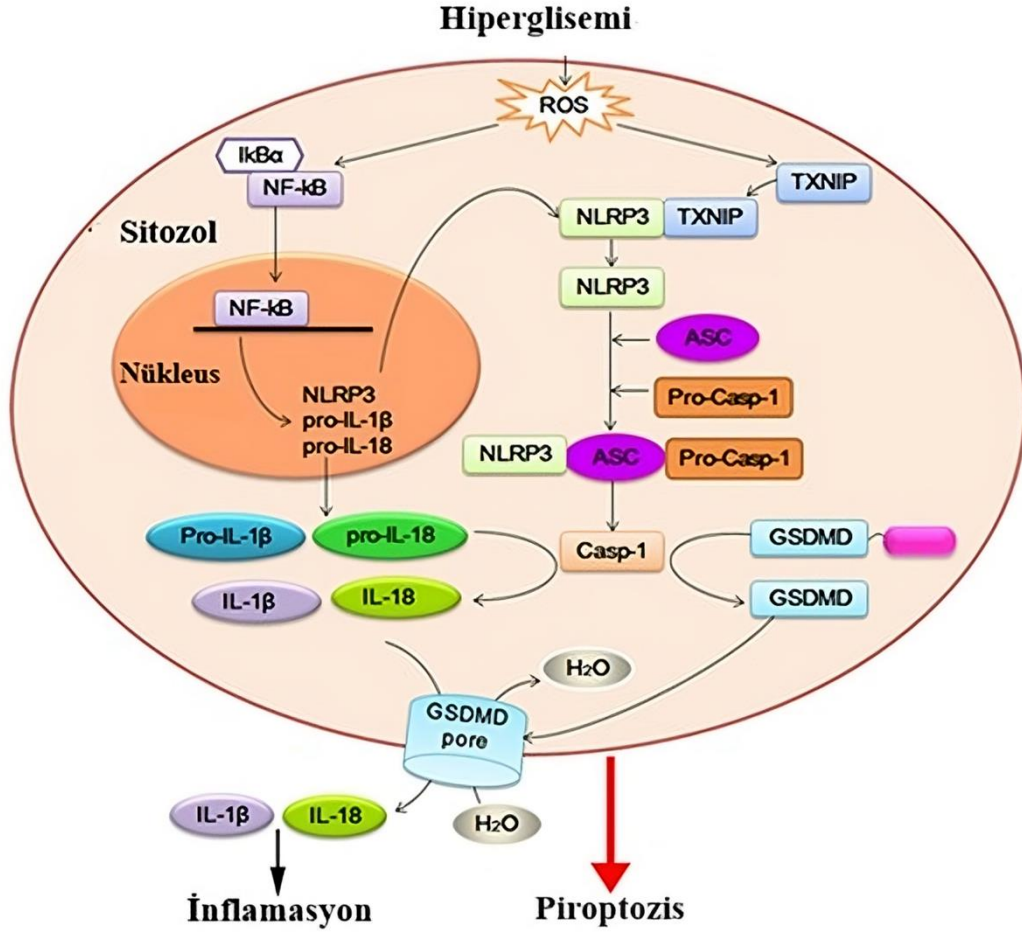 Hiperglisemi
ROS
IkBα
NF-kB
TXNIP
NLRP3 TXNIP
Sitozol
NLRP3
NF-kB
ASC
Nükleus
NLRP3
pro-IL-1β
pro-IL-18
Pro-Casp-1
NLRP3 ASC Pro-Casp-1
Pro-IL-1β pro-IL-18
Casp-1
GSDMD
IL-1β IL-18
GSDMD
H₂O
GSDMD
pore
IL-1β IL-18
H₂O
İnflamasyon
Piroptozis